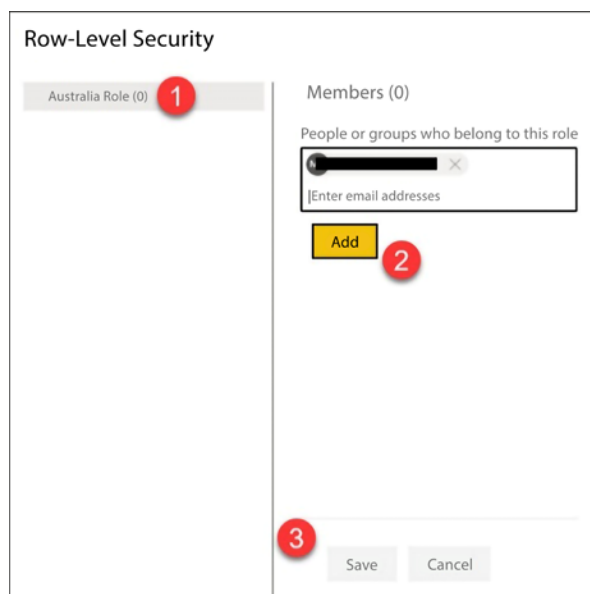 Row-Level Security
Australia Role (0)
1
Members (0)
People or groups who belong to this role
N
Enter email addresses
Add
2
3
Save
Cancel